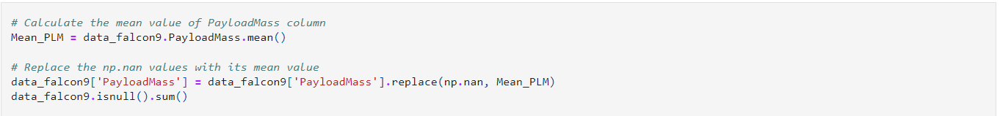 # Calculate the mean value of PayloadMass column
Mean_PLM = data_falcon9.PayloadMass.mean()
# Replace the np.nan values with its mean value
data_falcon9['PayloadMass'] = data_falcon9['PayloadMass'].replace(np.nan, Mean_PLM)
data_falcon9.isnull().sum()